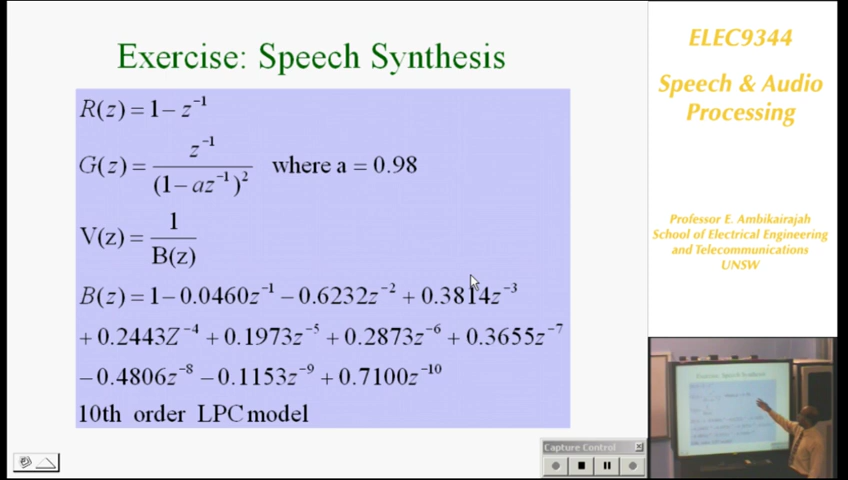 Exercise: Speech Synthesis
R(z) = 1 − z⁻¹
G(z) = z⁻¹ / (1 − az⁻¹)² where a = 0.98
V(z) = 1 / B(z)
B(z) = 1 − 0.0460z⁻¹ − 0.6232z⁻² + 0.3814z⁻³
+ 0.2443Z⁻⁴ + 0.1973z⁻⁵ + 0.2873z⁻⁶ + 0.3655z⁻⁷
− 0.4806z⁻⁸ − 0.1153z⁻⁹ + 0.7100z⁻¹⁰
10th order LPC model
Capture Control
ELEC9344
Speech & Audio
Processing
Professor E. Ambikairajah
School of Electrical Engineering
and Telecommunications
UNSW